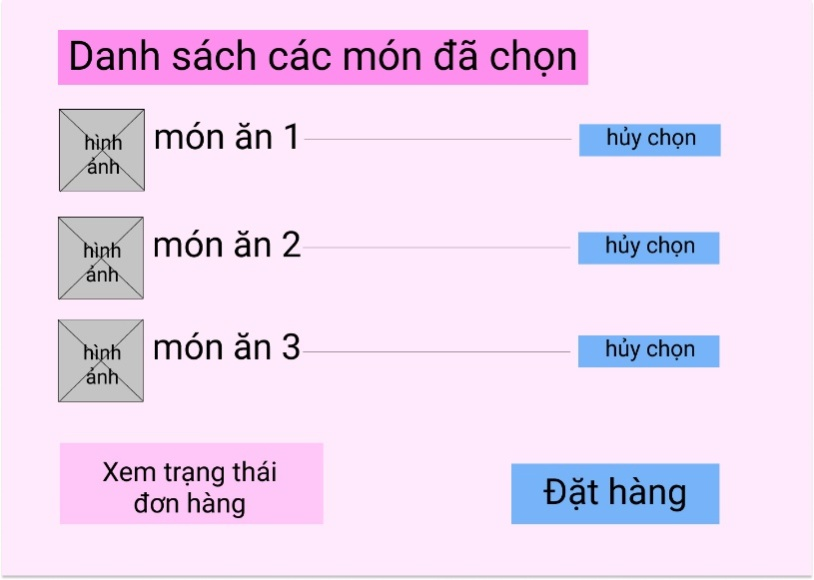 Danh sách các món đã chọn
hình
ảnh
món ăn 1
hủy chọn
hình
ảnh
món ăn 2
hủy chọn
hình
ảnh
món ăn 3
hủy chọn
Xem trạng thái
đơn hàng
Đặt hàng